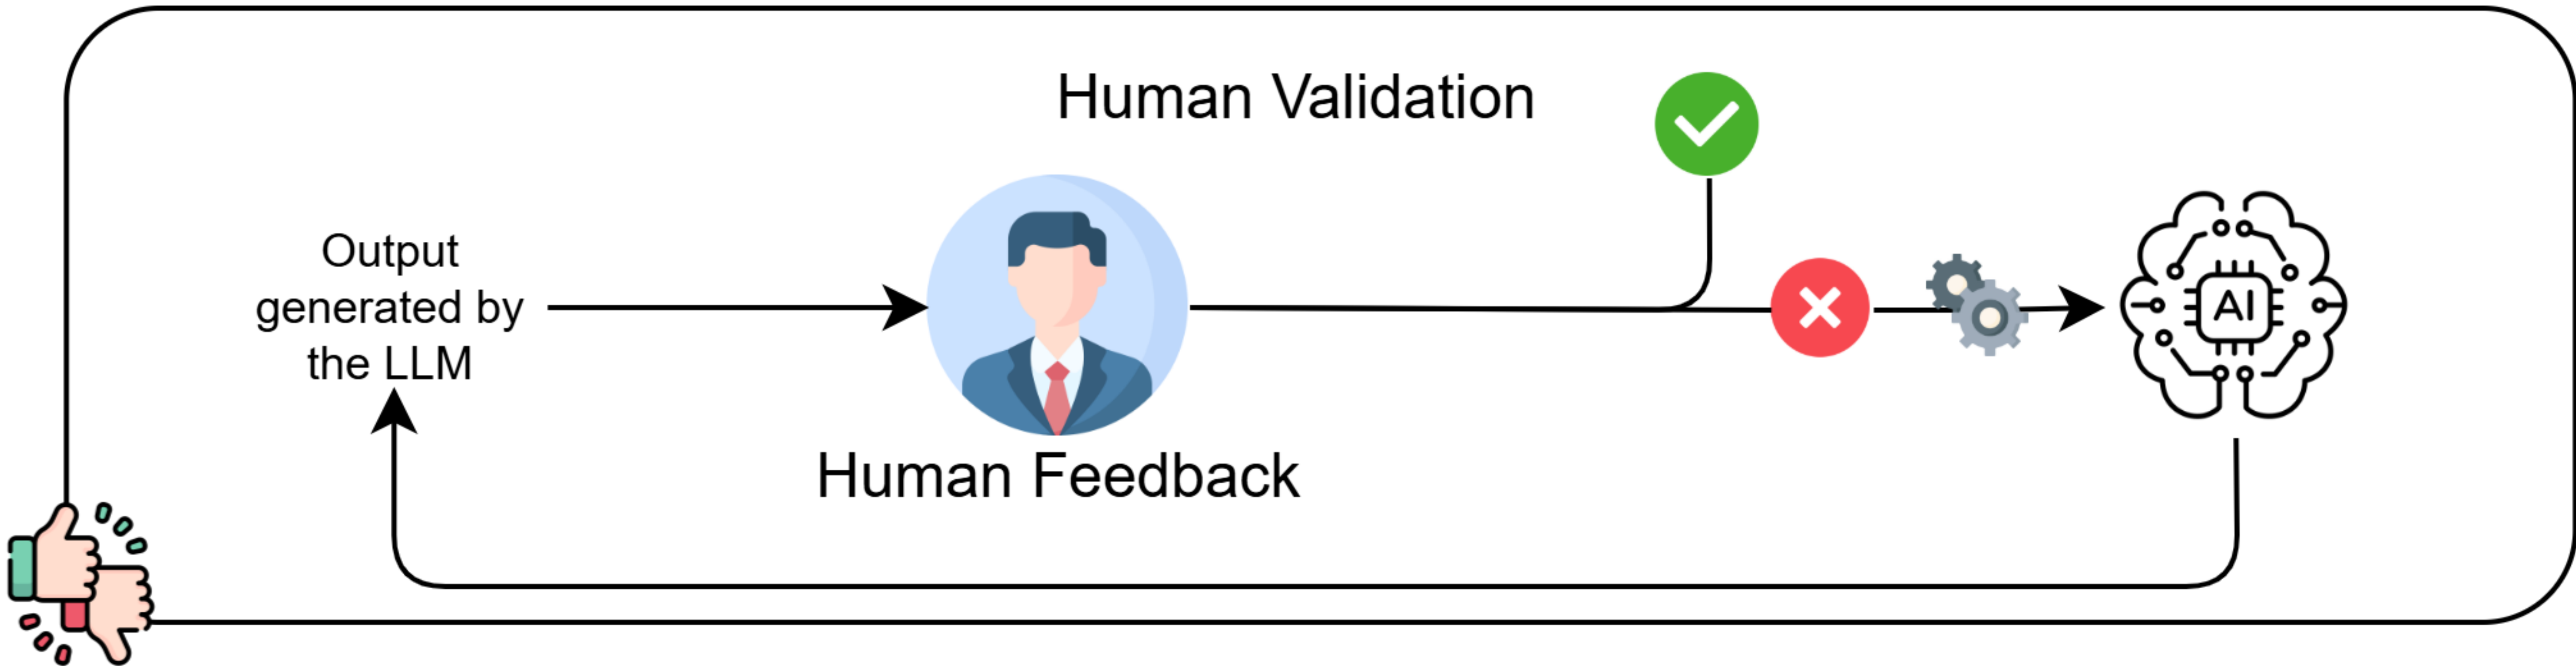 Human Validation
Output
generated by
the LLM
AI
Human Feedback